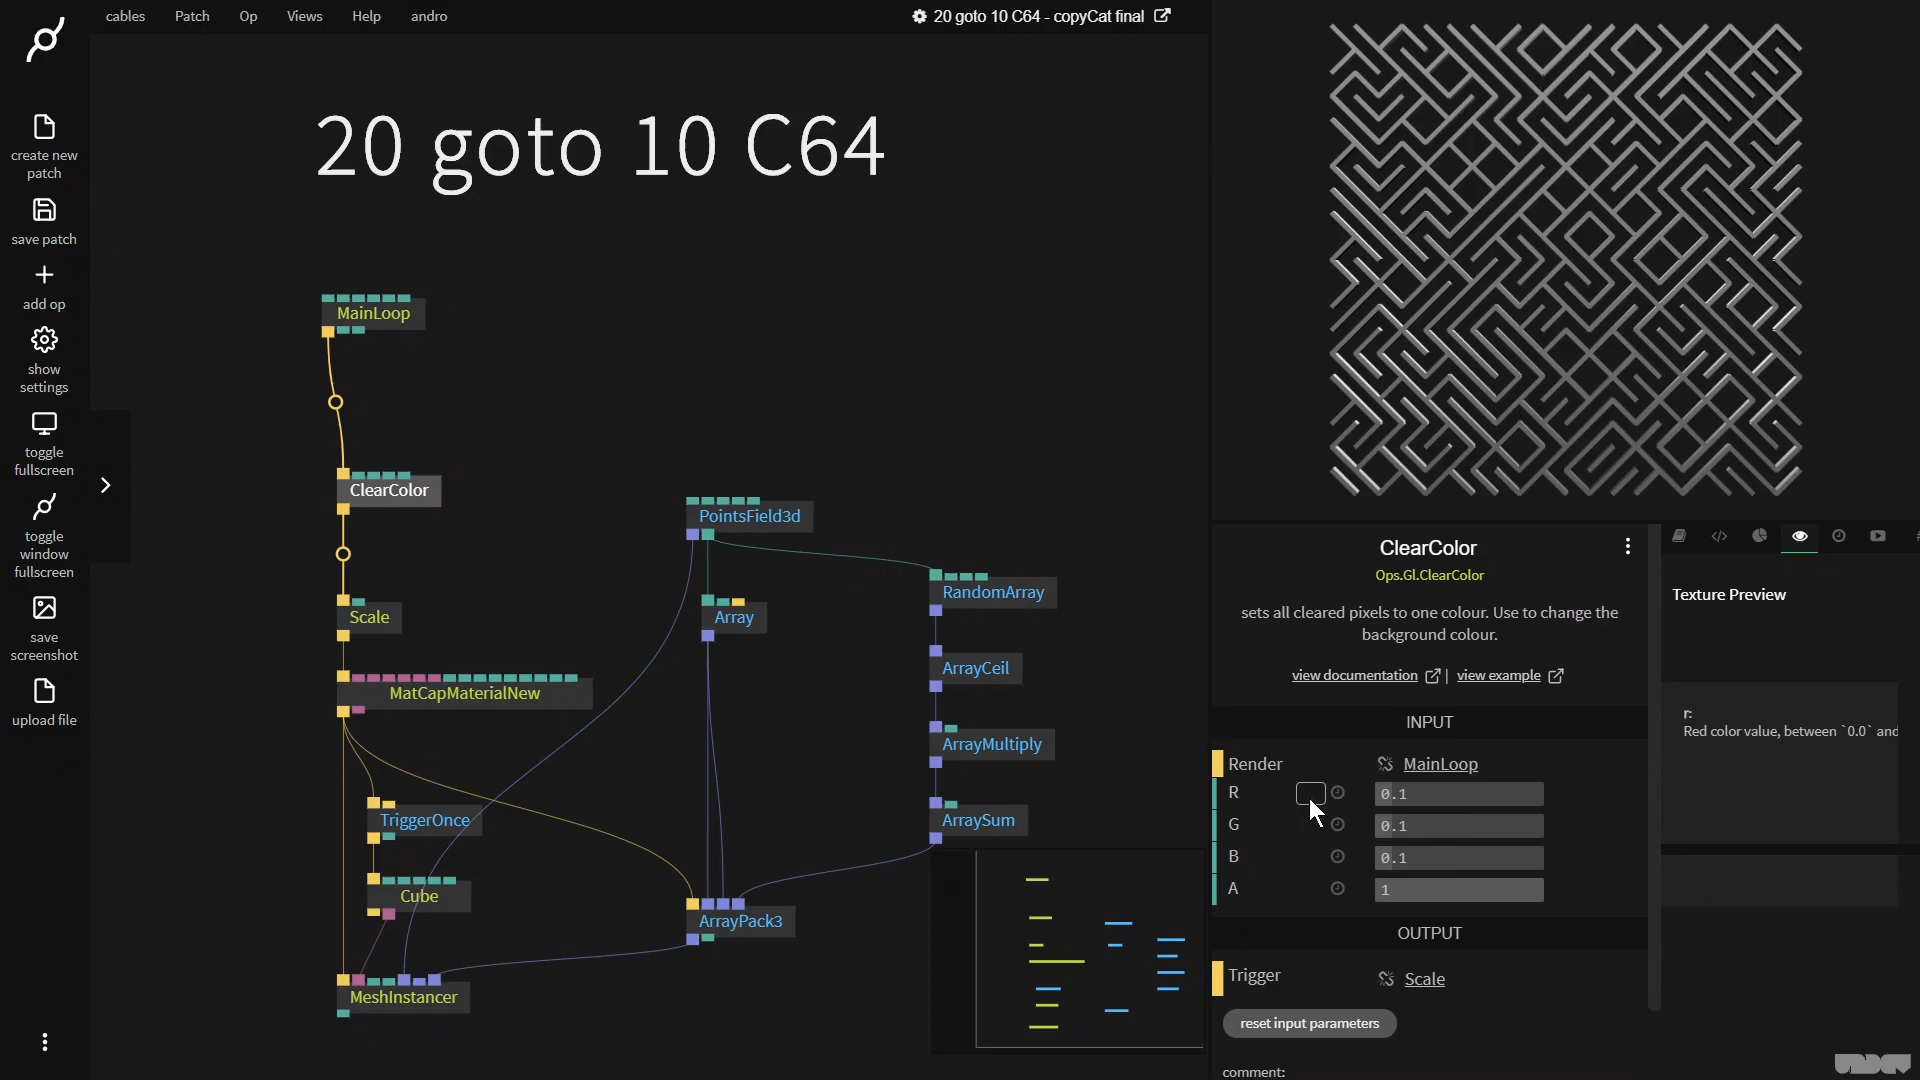 cables
Patch
Op
Views
Help
andro
20 goto 10 C64 - copyCat final
create new
patch
save patch
add op
show
settings
toggle
fullscreen
toggle
window
fullscreen
save
screenshot
upload file
20 goto 10 C64
MainLoop
ClearColor
Scale
MatCapMaterialNew
TriggerOnce
Cube
MeshInstancer
PointsField3d
Array
ArrayPack3
RandomArray
ArrayCeil
ArrayMultiply
ArraySum
ClearColor
Ops.Gl.ClearColor
sets all cleared pixels to one colour. Use to change the
background colour.
view documentation | view example
INPUT
Render MainLoop
R 0.1
G 0.1
B 0.1
A 1
OUTPUT
Trigger Scale
reset input parameters
comment:
Texture Preview
r:
Red color value, between `0.0` and